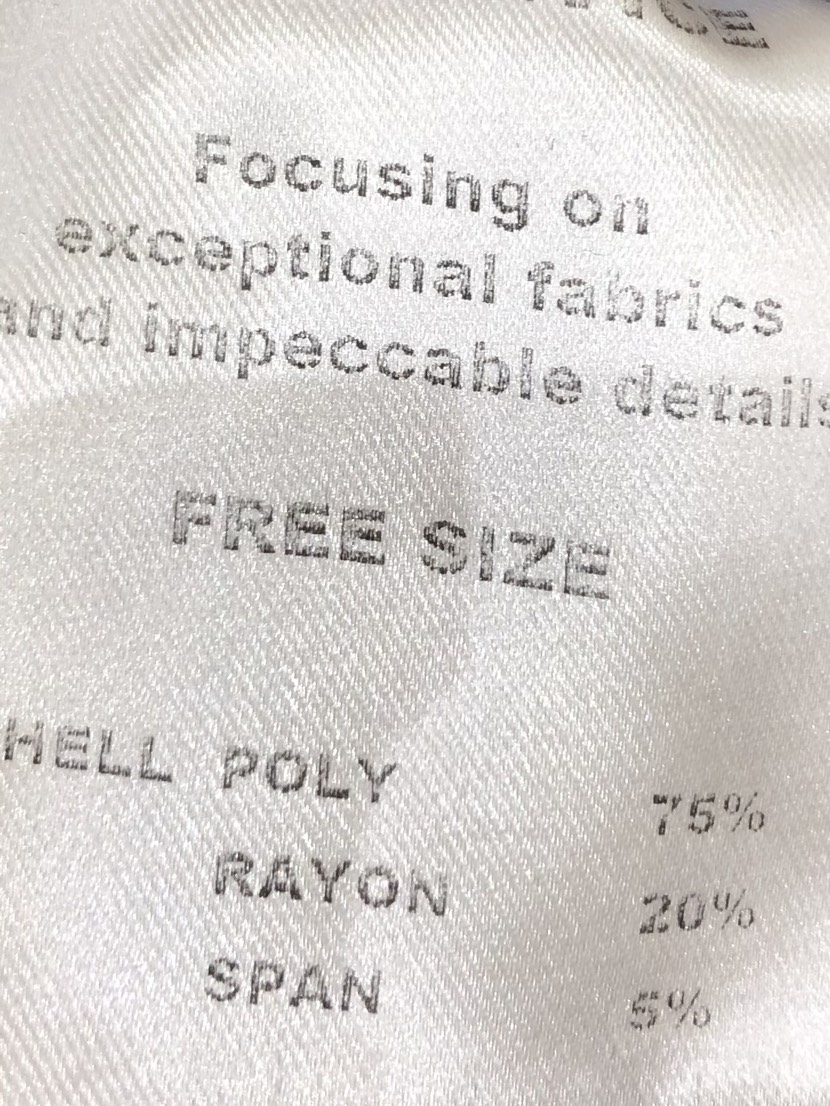 Focusing on
exceptional fabrics
and impeccable details
FREE SIZE
HELL POLY 75%
RAYON 20%
SPAN 5%